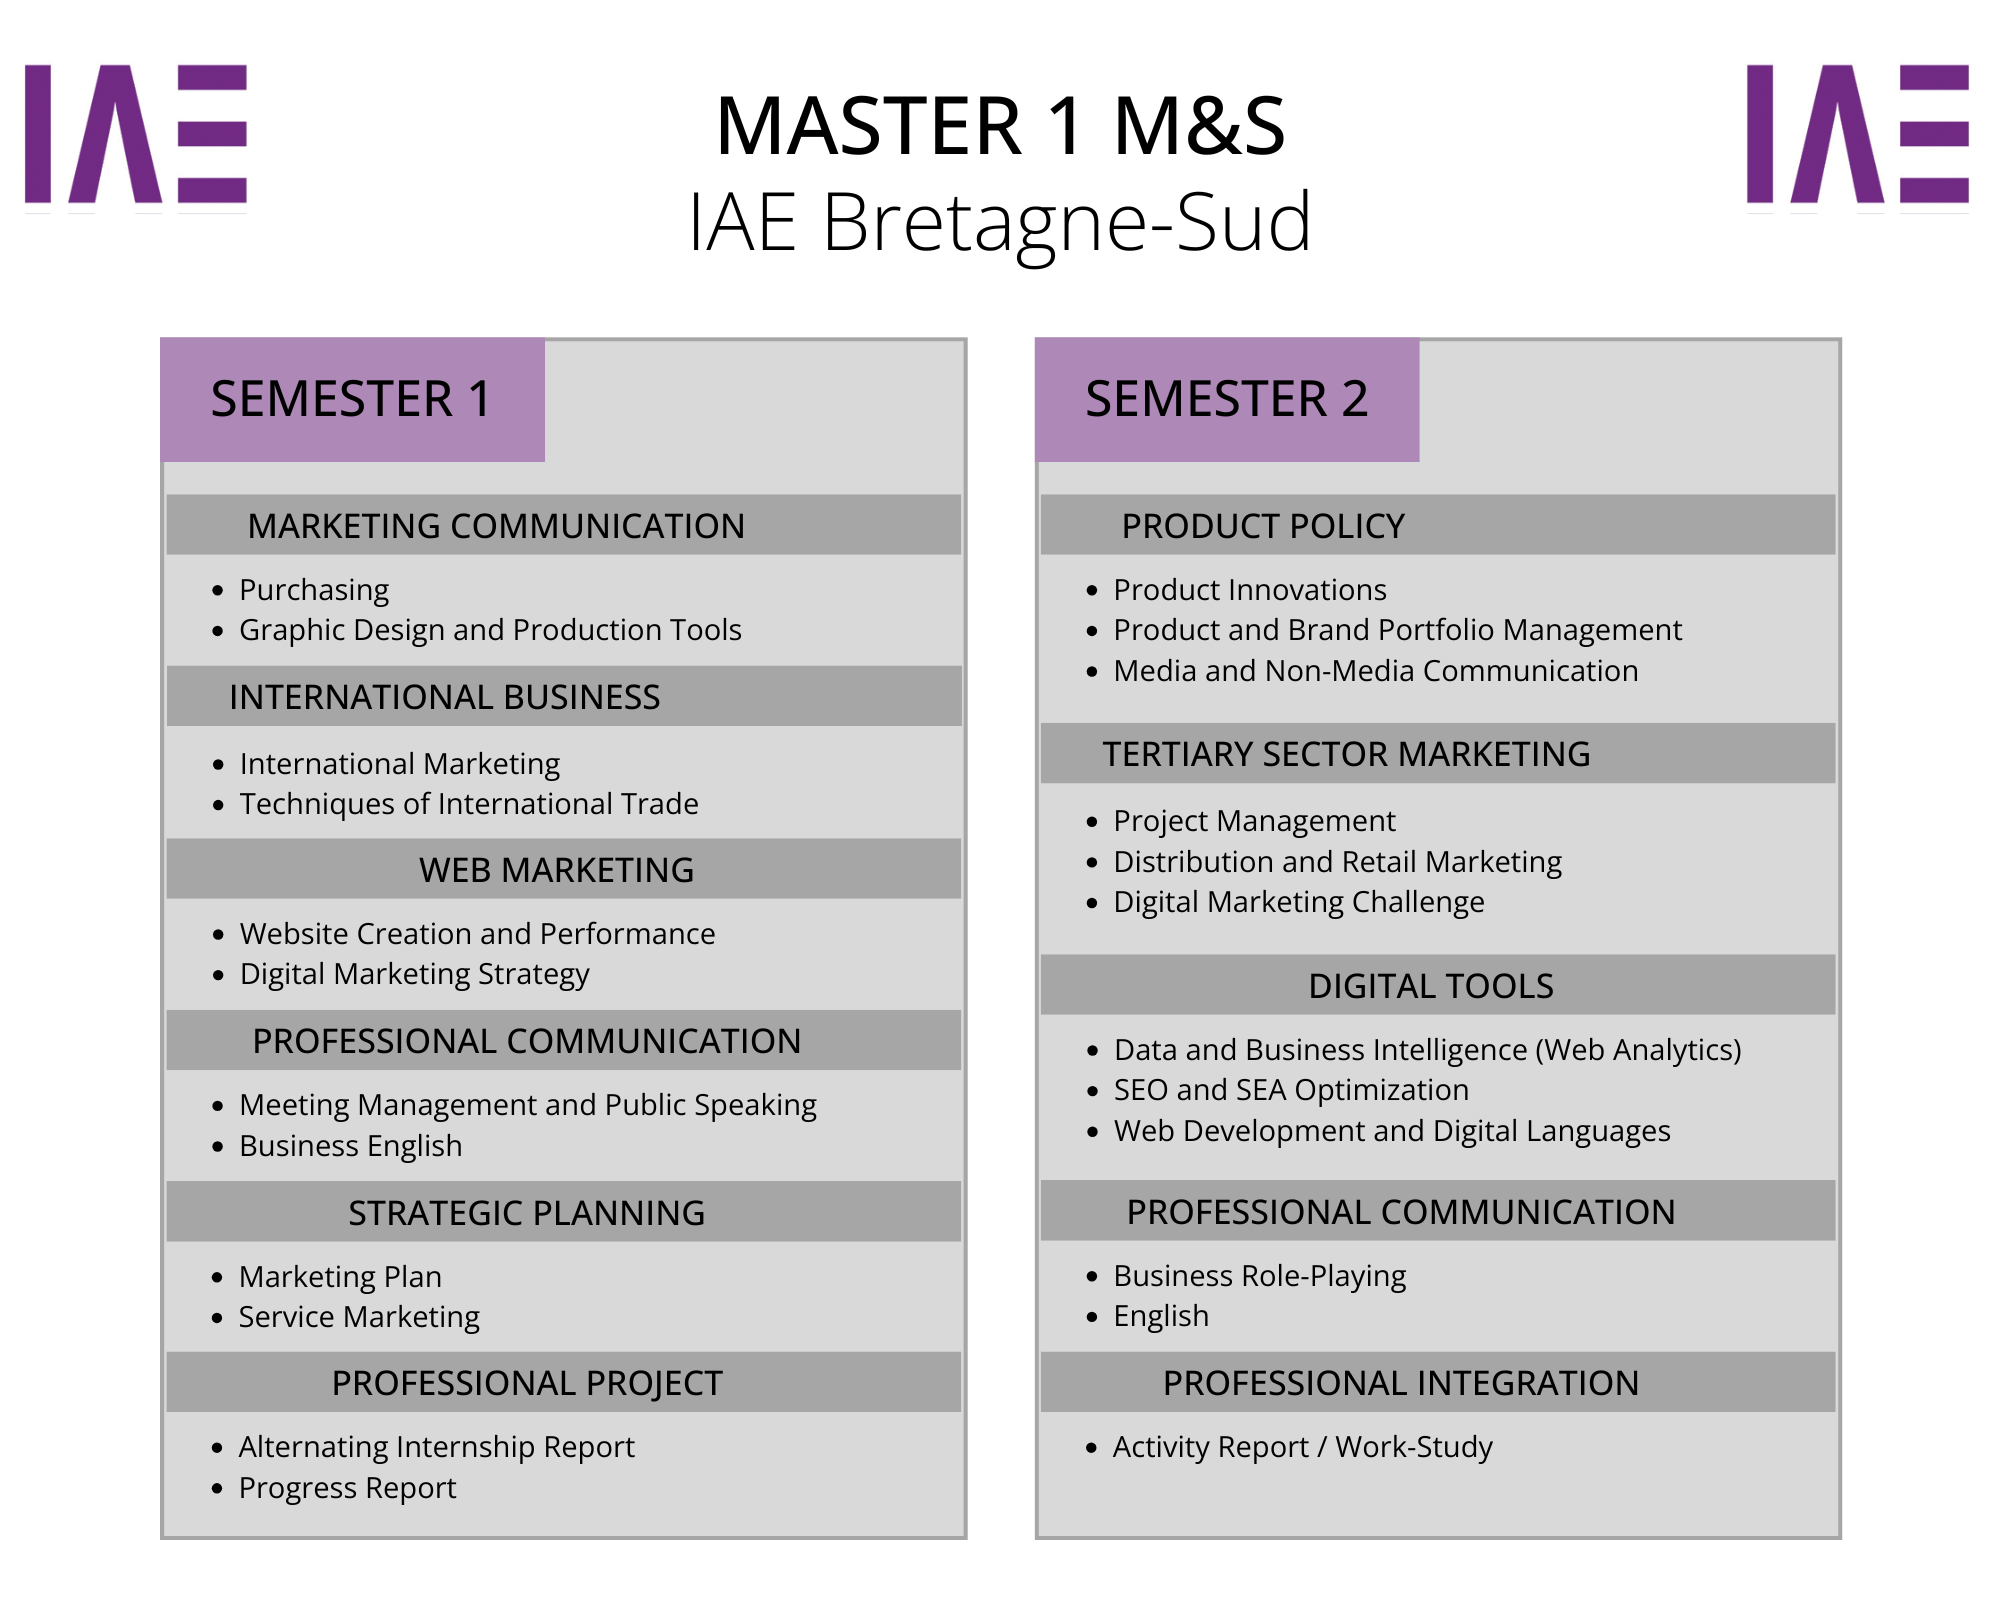 IAE
IAE
MASTER 1 M&S
IAE Bretagne-Sud
SEMESTER 1
MARKETING COMMUNICATION
• Purchasing
• Graphic Design and Production Tools
INTERNATIONAL BUSINESS
• International Marketing
• Techniques of International Trade
WEB MARKETING
• Website Creation and Performance
• Digital Marketing Strategy
PROFESSIONAL COMMUNICATION
• Meeting Management and Public Speaking
• Business English
STRATEGIC PLANNING
• Marketing Plan
• Service Marketing
PROFESSIONAL PROJECT
• Alternating Internship Report
• Progress Report
SEMESTER 2
PRODUCT POLICY
• Product Innovations
• Product and Brand Portfolio Management
• Media and Non-Media Communication
TERTIARY SECTOR MARKETING
• Project Management
• Distribution and Retail Marketing
• Digital Marketing Challenge
DIGITAL TOOLS
• Data and Business Intelligence (Web Analytics)
• SEO and SEA Optimization
• Web Development and Digital Languages
PROFESSIONAL COMMUNICATION
• Business Role-Playing
• English
PROFESSIONAL INTEGRATION
• Activity Report / Work-Study